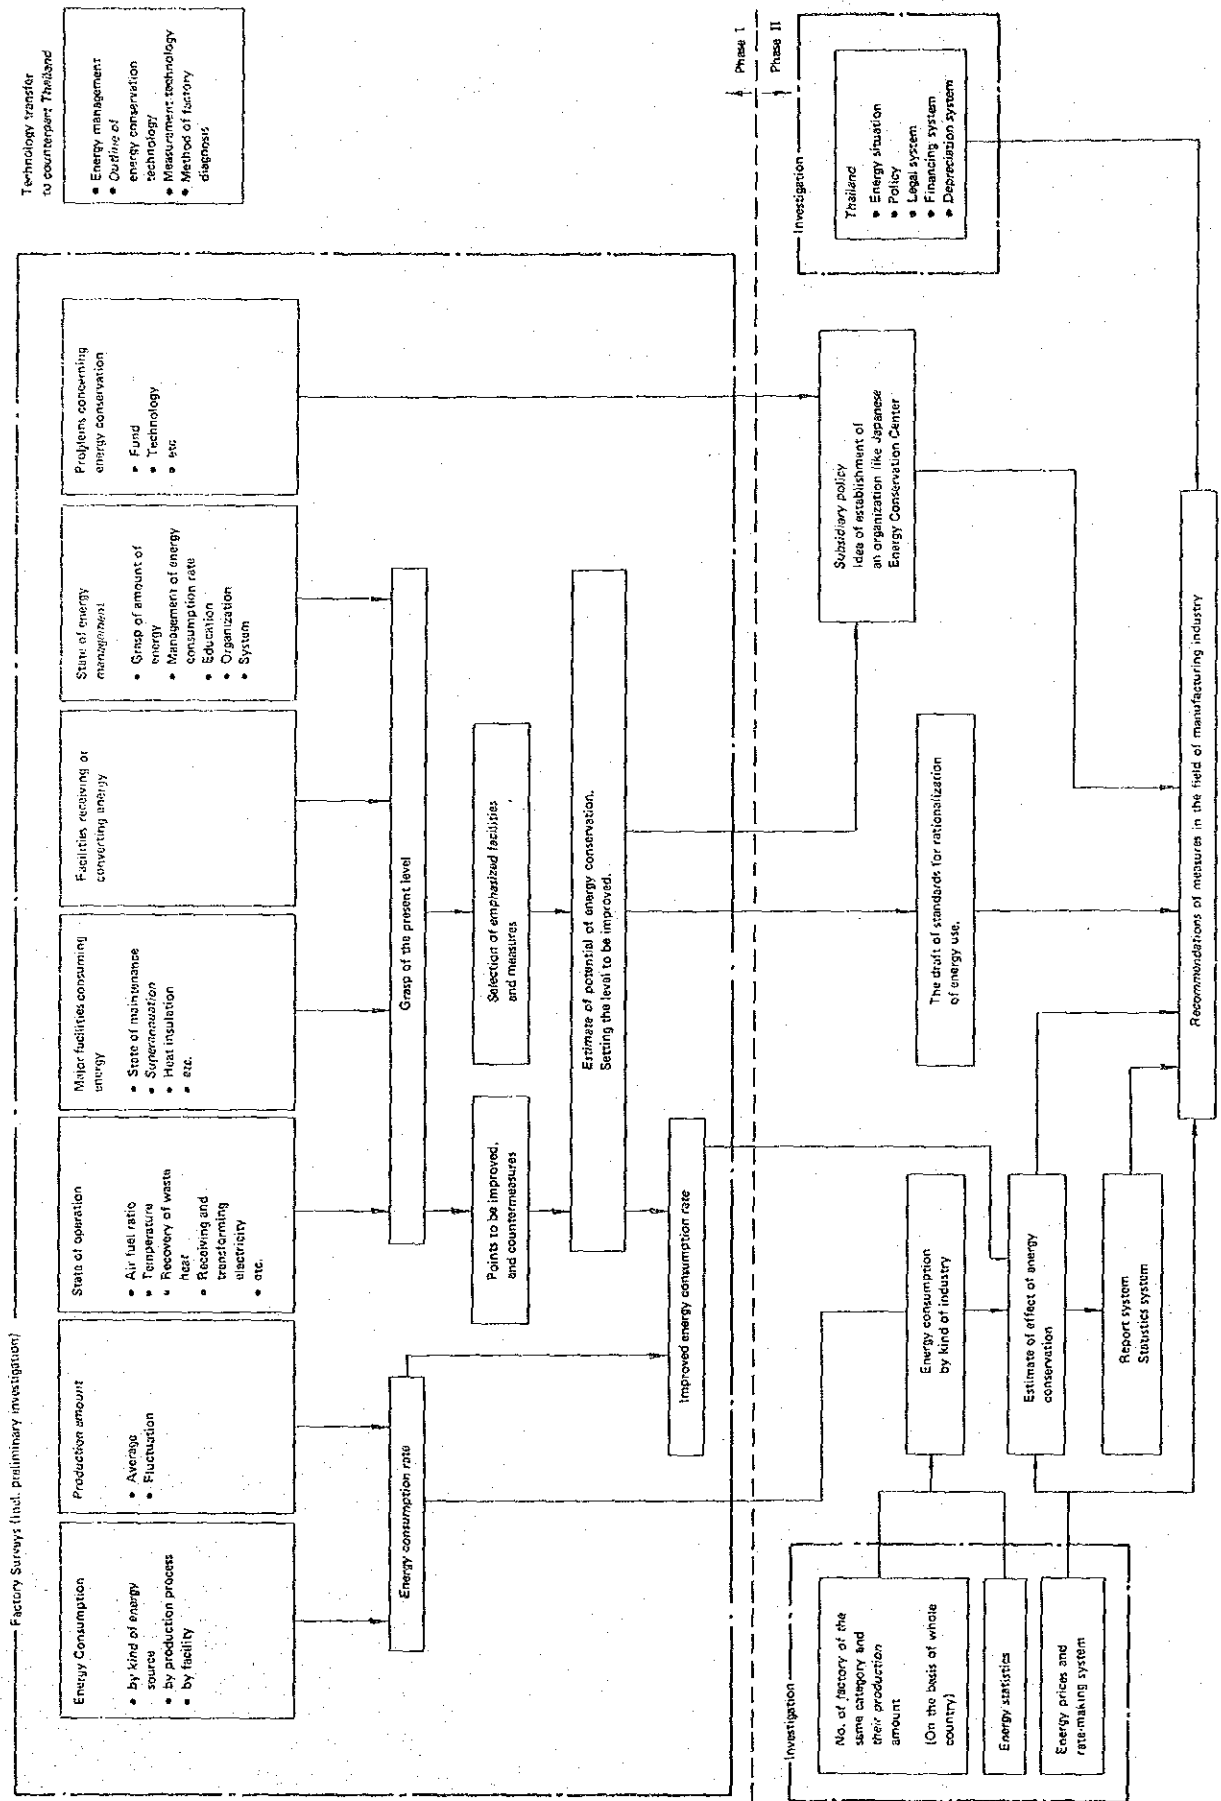 Factory Surveys (incl. preliminary investigation)
Energy Consumption
• by kind of energy
source
• by production process
• by facility
Production amount
• Average
• Fluctuation
State of operation
• Air fuel ratio
• Temperature
• Recovery of waste
heat
• Receiving and
transforming
electricity
• etc.
Major facilities consuming
energy
• State of maintenance
• Superannuation
• Heat insulation
• etc.
Facilities receiving or
converting energy
State of energy
management
• Grasp of amount of
energy
• Management of energy
consumption rate
• Education
• Organization
• System
Problems concerning
energy conservation
• Fund
• Technology
• etc
Technology transfer
to counterpart Thailand
• Energy management
• Outline of
energy conservation
technology
• Measurement technology
• Method of factory
diagnosis
Energy consumption rate
Grasp of the present level
Points to be improved,
and countermeasures
Selection of emphasized facilities
and measures
Estimate of potential of energy conservation.
Setting the level to be improved.
Improved energy consumption rate
Phase I
Phase II
Investigation
No. of factory of the
same category and
their production
amount
(On the basis of whole
country)
Energy statistics
Energy prices and
rate-making system
Energy consumption
by kind of industry
Estimate of effect of energy
conservation
Report system
Statistics system
The draft of standards for rationalization
of energy use.
Subsidiary policy
Idea of establishment of
an organization like Japanese
Energy Conservation Center
Investigation
Thailand
• Energy situation
• Policy
• Legal system
• Financing system
• Depreciation system
Recommendations of measures in the field of manufacturing industry